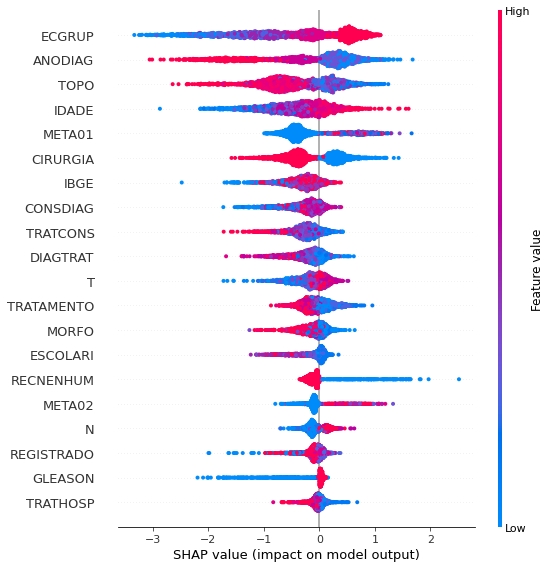 High
ECGRUP
ANODIAG
TOPO
IDADE
META01
CIRURGIA
IBGE
CONSDIAG
TRATCONS
DIAGTRAT
T
TRATAMENTO
MORFO
ESCOLARI
RECNENHUM
META02
N
REGISTRADO
GLEASON
TRATHOSP
Feature value
Low
−3 −2 −1 0 1 2
SHAP value (impact on model output)